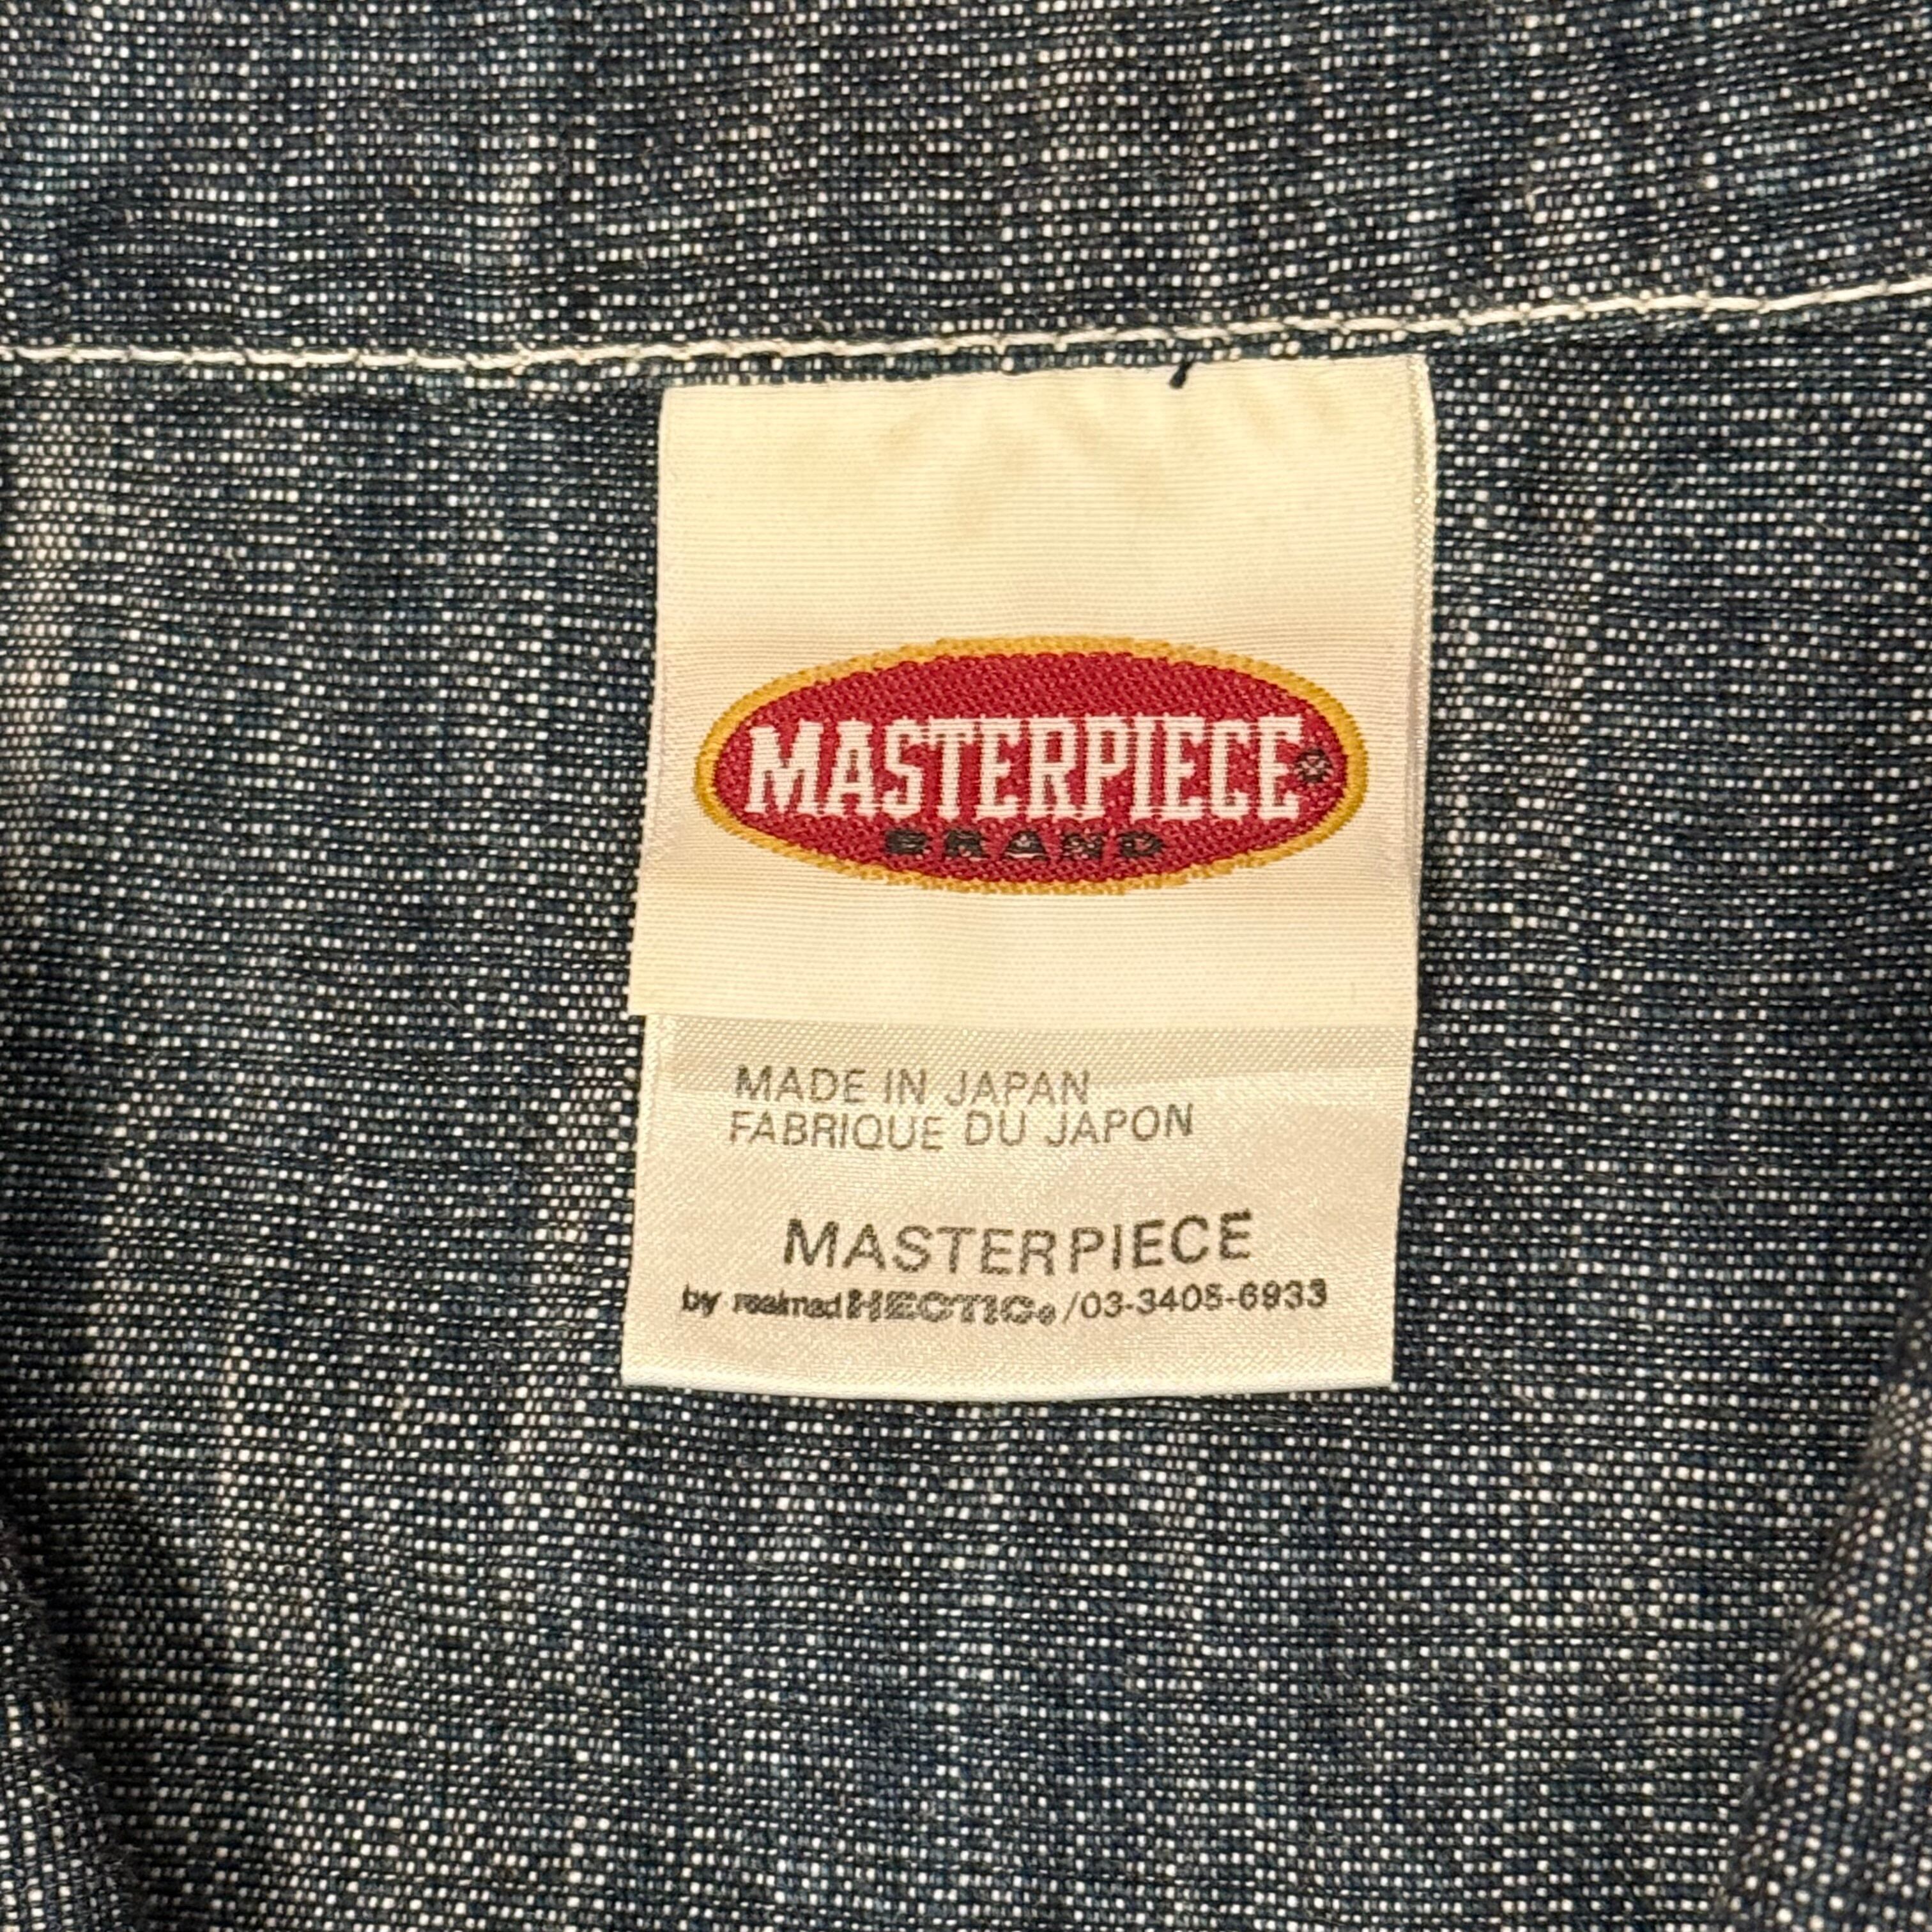 MASTERPIECE®
BRAND
MADE IN JAPAN
FABRIQUE DU JAPON
MASTERPIECE
by realmad HECTIC® /03-3405-6933